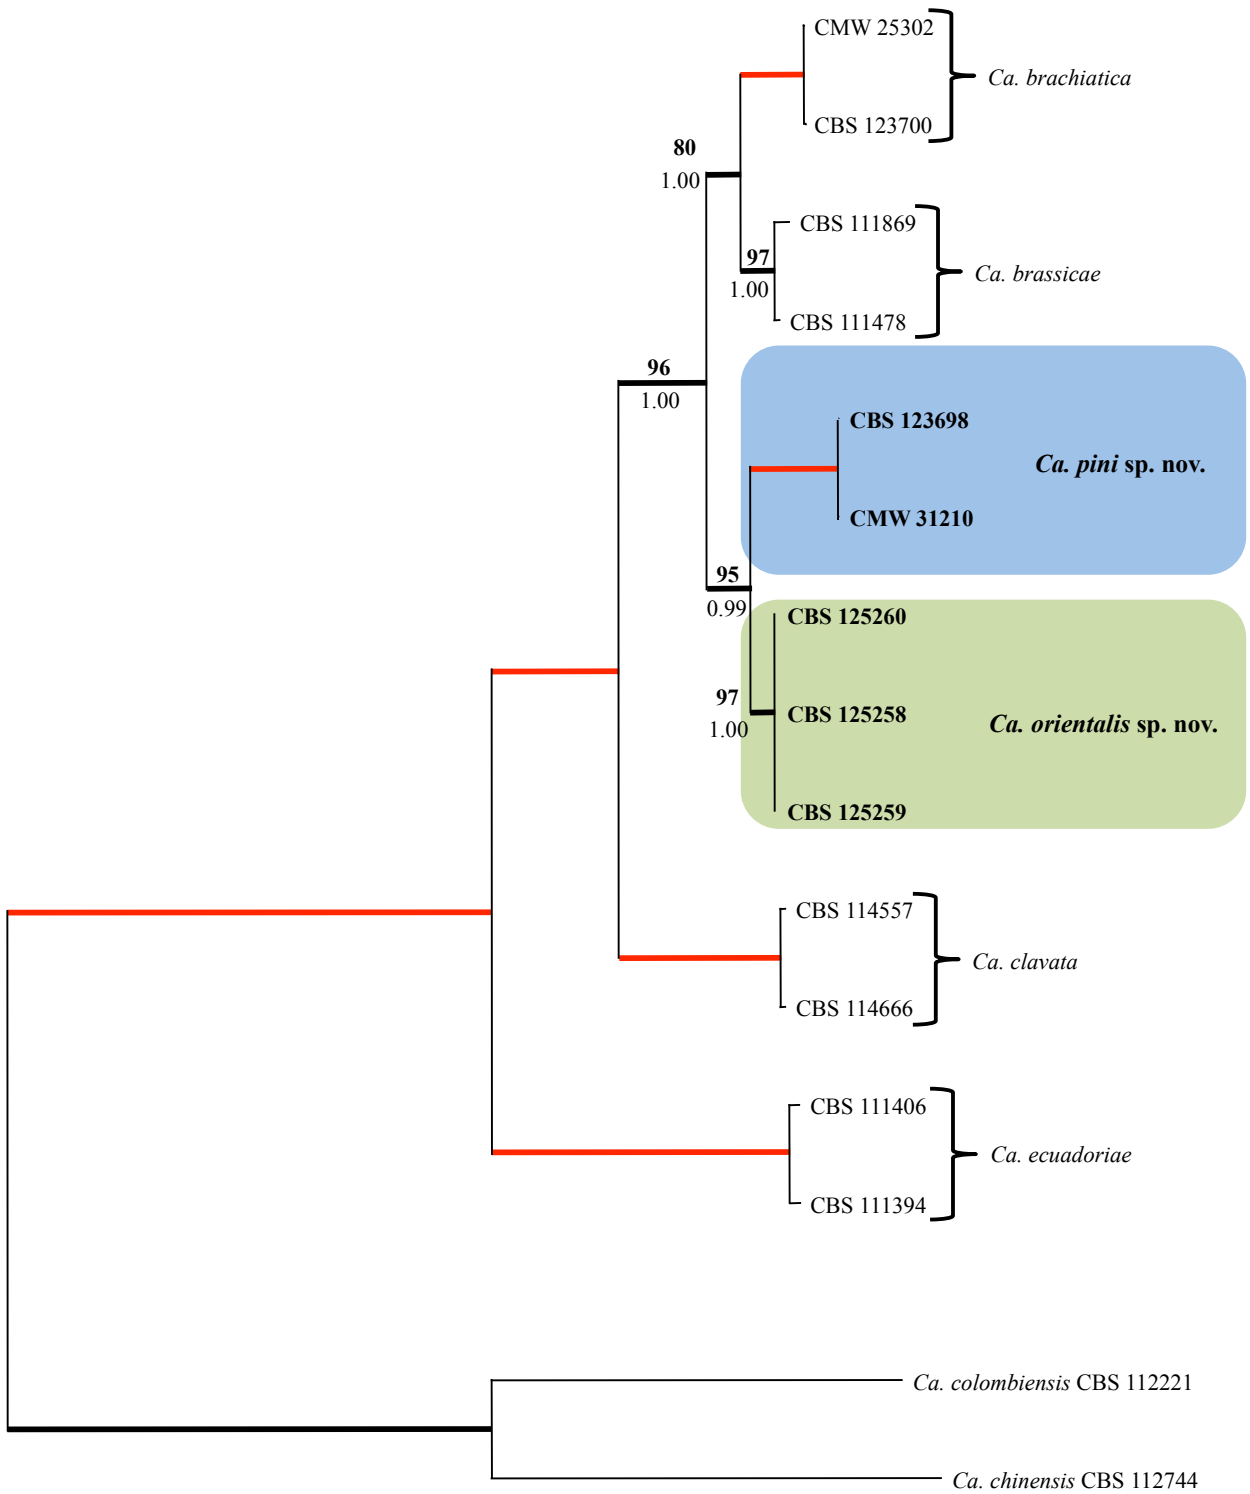 CMW 25302
Ca. brachiatica
CBS 123700
80
1.00
CBS 111869
97
1.00
Ca. brassicae
CBS 111478
96
1.00
CBS 123698
Ca. pini sp. nov.
CMW 31210
95
0.99
CBS 125260
97
1.00
CBS 125258
Ca. orientalis sp. nov.
CBS 125259
CBS 114557
Ca. clavata
CBS 114666
CBS 111406
Ca. ecuadoriae
CBS 111394
Ca. colombiensis CBS 112221
Ca. chinensis CBS 112744